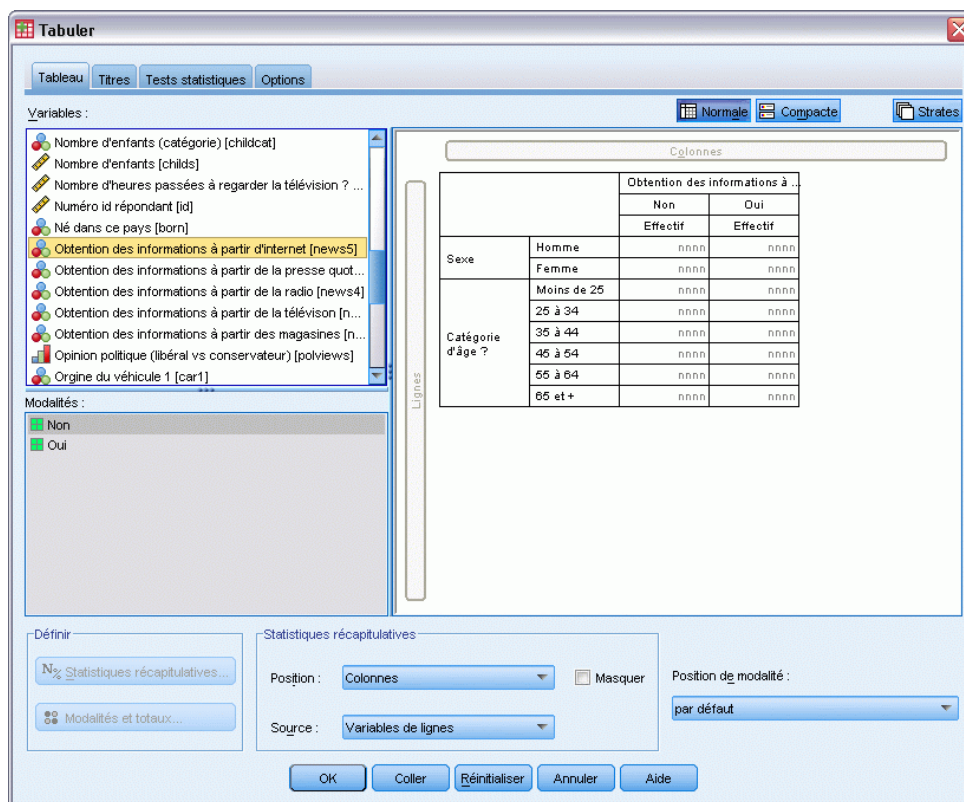 Tabuler
Tableau Titres Tests statistiques Options
Variables :
Normale Compacte Strates
Nombre d'enfants (catégorie) [childcat]
Nombre d'enfants [childs]
Nombre d'heures passées à regarder la télévision ? ...
Numéro id répondant [id]
Né dans ce pays [born]
Obtention des informations à partir d'internet [news5]
Obtention des informations à partir de la presse quot...
Obtention des informations à partir de la radio [news4]
Obtention des informations à partir de la télévison [n...
Obtention des informations à partir des magasines [n...
Opinion politique (libéral vs conservateur) [polviews]
Orgine du véhicule 1 [car1]
Modalités :
Non
Oui
Colonnes
Lignes
Obtention des informations à ...
Non Oui
Effectif Effectif
Sexe Homme nnnn nnnn
Femme nnnn nnnn
Catégorie d'âge ? Moins de 25 nnnn nnnn
25 à 34 nnnn nnnn
35 à 44 nnnn nnnn
45 à 54 nnnn nnnn
55 à 64 nnnn nnnn
65 et + nnnn nnnn
Définir
N% Statistiques récapitulatives...
Modalités et totaux...
Statistiques récapitulatives
Position : Colonnes Masquer
Source : Variables de lignes
Position de modalité :
par défaut
OK Coller Réinitialiser Annuler Aide